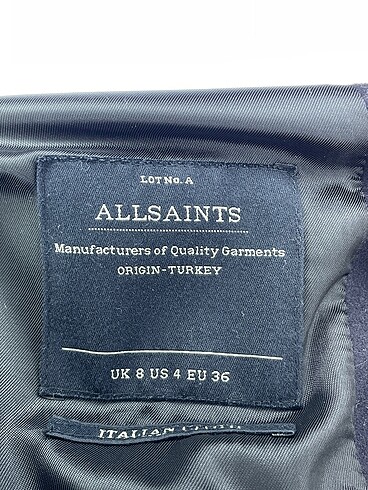 LOT NO. A
ALLSAINTS
Manufacturers of Quality Garments
ORIGIN-TURKEY
UK 8 US 4 EU 36
ITALIAN